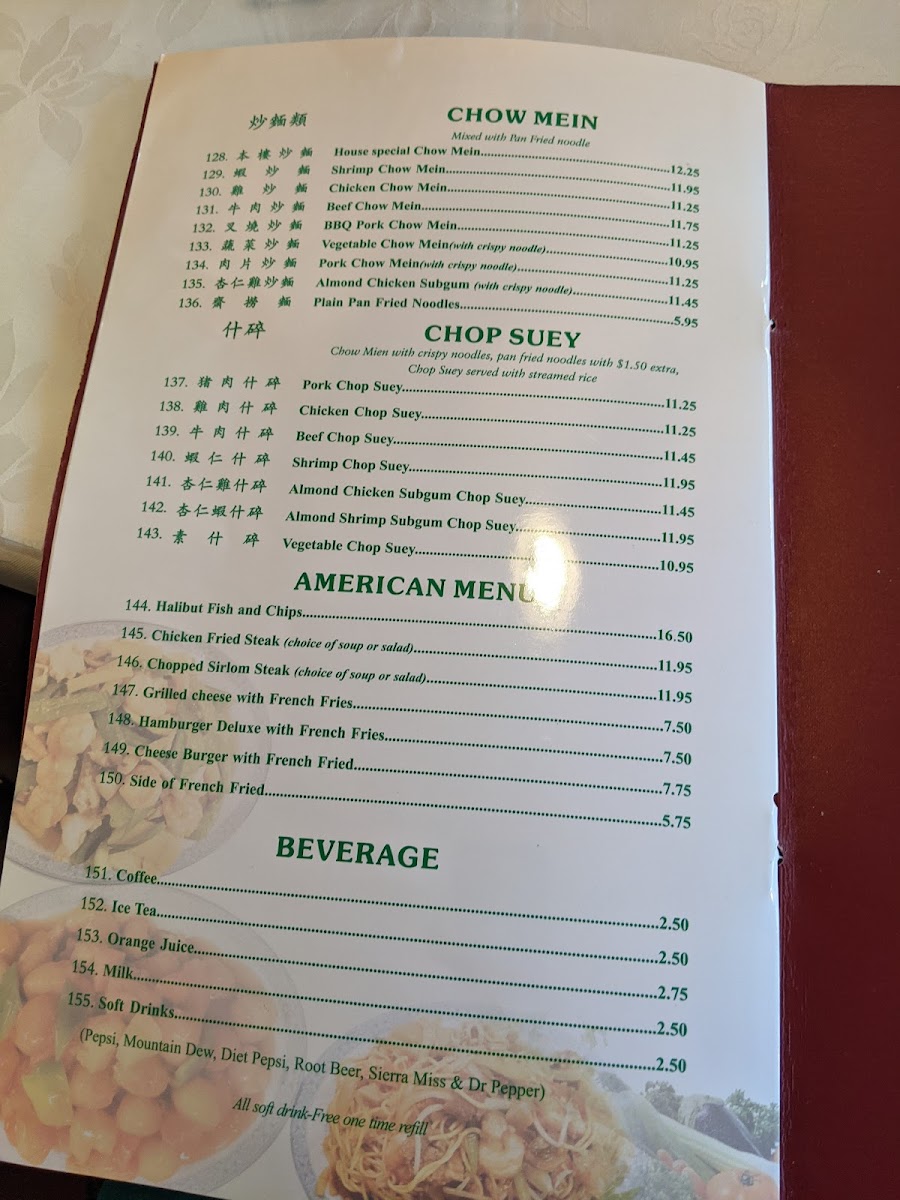 炒麵類 CHOW MEIN
Mixed with Pan Fried noodle
128. 本樓炒麵 House special Chow Mein 12.25
129. 蝦炒麵 Shrimp Chow Mein 11.95
130. 雞炒麵 Chicken Chow Mein 11.25
131. 牛肉炒麵 Beef Chow Mein 11.75
132. 叉燒炒麵 BBQ Pork Chow Mein 11.25
133. 蔬菜炒麵 Vegetable Chow Mein(with crispy noodle) 10.95
134. 肉片炒麵 Pork Chow Mein(with crispy noodle) 11.25
135. 杏仁雞炒麵 Almond Chicken Subgum (with crispy noodle) 11.45
136. 齋撈麵 Plain Pan Fried Noodles 5.95
什碎 CHOP SUEY
Chow Mien with crispy noodles, pan fried noodles with $1.50 extra,
Chop Suey served with streamed rice
137. 猪肉什碎 Pork Chop Suey 11.25
138. 雞肉什碎 Chicken Chop Suey 11.25
139. 牛肉什碎 Beef Chop Suey 11.45
140. 蝦仁什碎 Shrimp Chop Suey 11.95
141. 杏仁雞什碎 Almond Chicken Subgum Chop Suey 11.45
142. 杏仁蝦什碎 Almond Shrimp Subgum Chop Suey 11.95
143. 素什碎 Vegetable Chop Suey 10.95
AMERICAN MENU
144. Halibut Fish and Chips 16.50
145. Chicken Fried Steak (choice of soup or salad) 11.95
146. Chopped Sirlom Steak (choice of soup or salad) 11.95
147. Grilled cheese with French Fries 7.50
148. Hamburger Deluxe with French Fries 7.50
149. Cheese Burger with French Fried 7.75
150. Side of French Fried 5.75
BEVERAGE
151. Coffee 2.50
152. Ice Tea 2.50
153. Orange Juice 2.75
154. Milk 2.50
155. Soft Drinks 2.50
(Pepsi, Mountain Dew, Diet Pepsi, Root Beer, Sierra Miss & Dr Pepper)
All soft drink-Free one time refill